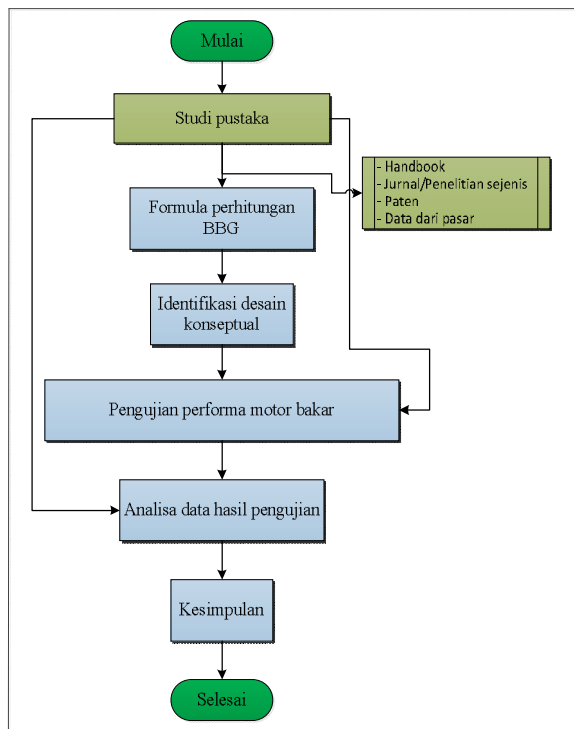 Mulai
Studi pustaka
- Handbook
- Jurnal/Penelitian sejenis
- Paten
- Data dari pasar
Formula perhitungan
BBG
Identifikasi desain
konseptual
Pengujian performa motor bakar
Analisa data hasil pengujian
Kesimpulan
Selesai